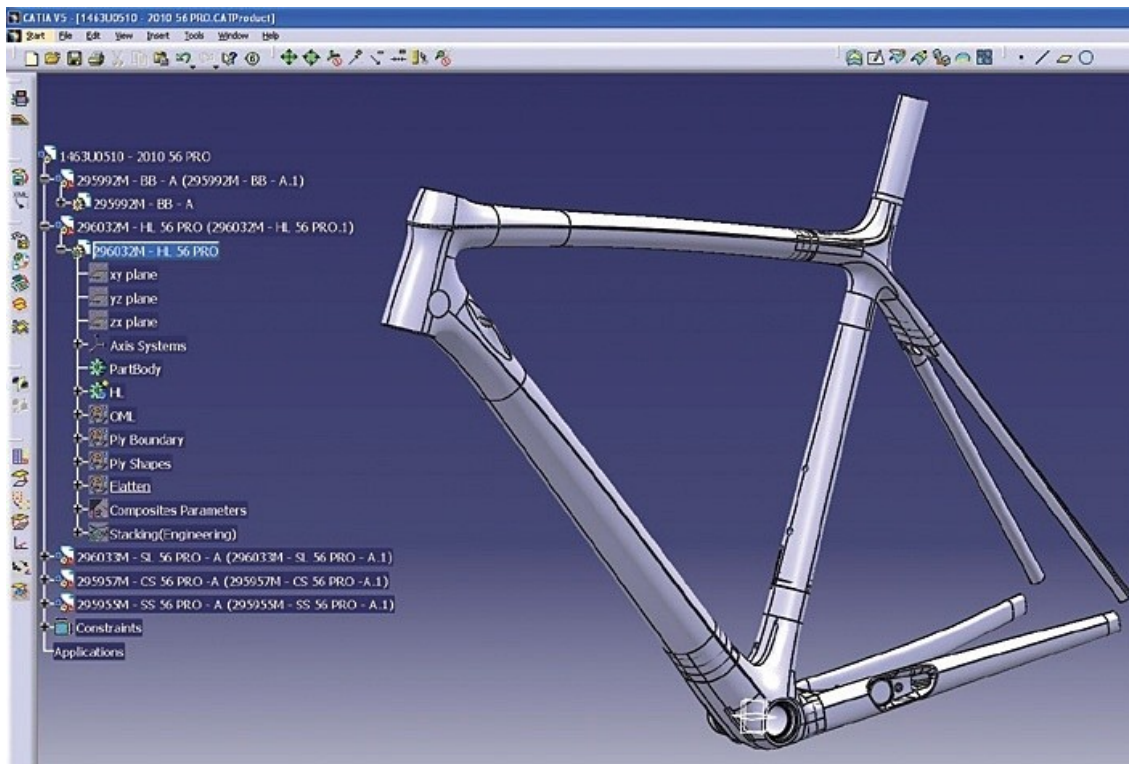 CATIA V5 - [1463U0510 - 2010 56 PRO.CATProduct]
Start File Edit View Insert Tools Window Help
1463U0510 - 2010 56 PRO
295992M - BB - A (295992M - BB - A.1)
295992M - BB - A
296032M - HL 56 PRO (296032M - HL 56 PRO.1)
296032M - HL 56 PRO
xy plane
yz plane
zx plane
Axis Systems
PartBody
HL
OML
Ply Boundary
Ply Shapes
Flatten
Composites Parameters
Stacking(Engineering)
296033M - SL 56 PRO - A (296033M - SL 56 PRO - A.1)
295957M - CS 56 PRO -A (295957M - CS 56 PRO -A.1)
295955M - SS 56 PRO - A (295955M - SS 56 PRO - A.1)
Constraints
Applications